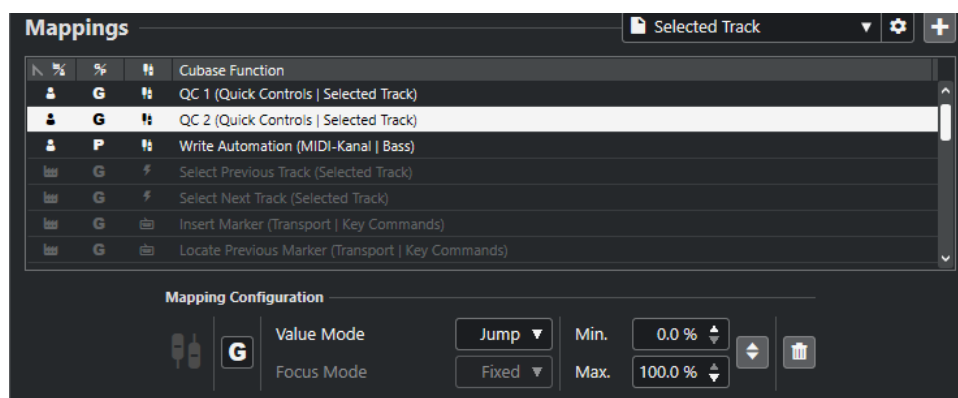 Mappings
Selected Track
Cubase Function
G QC 1 (Quick Controls | Selected Track)
G QC 2 (Quick Controls | Selected Track)
P Write Automation (MIDI-Kanal | Bass)
G Select Previous Track (Selected Track)
G Select Next Track (Selected Track)
G Insert Marker (Transport | Key Commands)
G Locate Previous Marker (Transport | Key Commands)
Mapping Configuration
G Value Mode Jump Min. 0.0 %
Focus Mode Fixed Max. 100.0 %